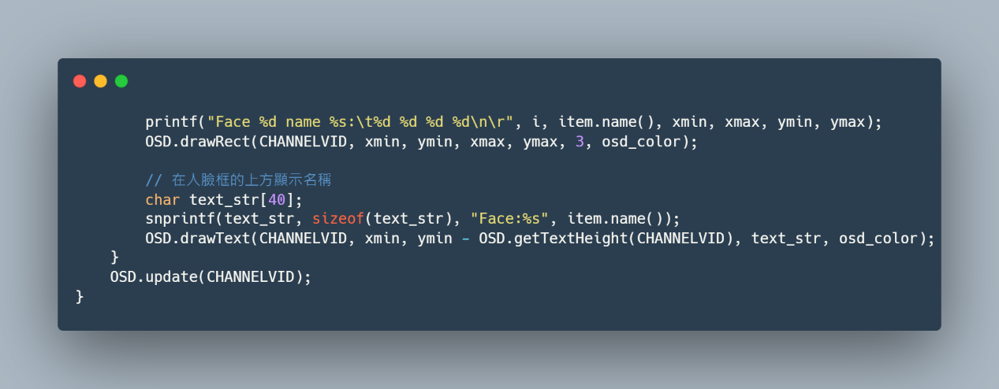 printf("Face %d name %s:\t%d %d %d %d\n\r", i, item.name(), xmin, xmax, ymin, ymax);
OSD.drawRect(CHANNELVID, xmin, ymin, xmax, ymax, 3, osd_color);
// 在人臉框的上方顯示名稱
char text_str[40];
snprintf(text_str, sizeof(text_str), "Face:%s", item.name());
OSD.drawText(CHANNELVID, xmin, ymin - OSD.getTextHeight(CHANNELVID), text_str, osd_color);
}
OSD.update(CHANNELVID);
}